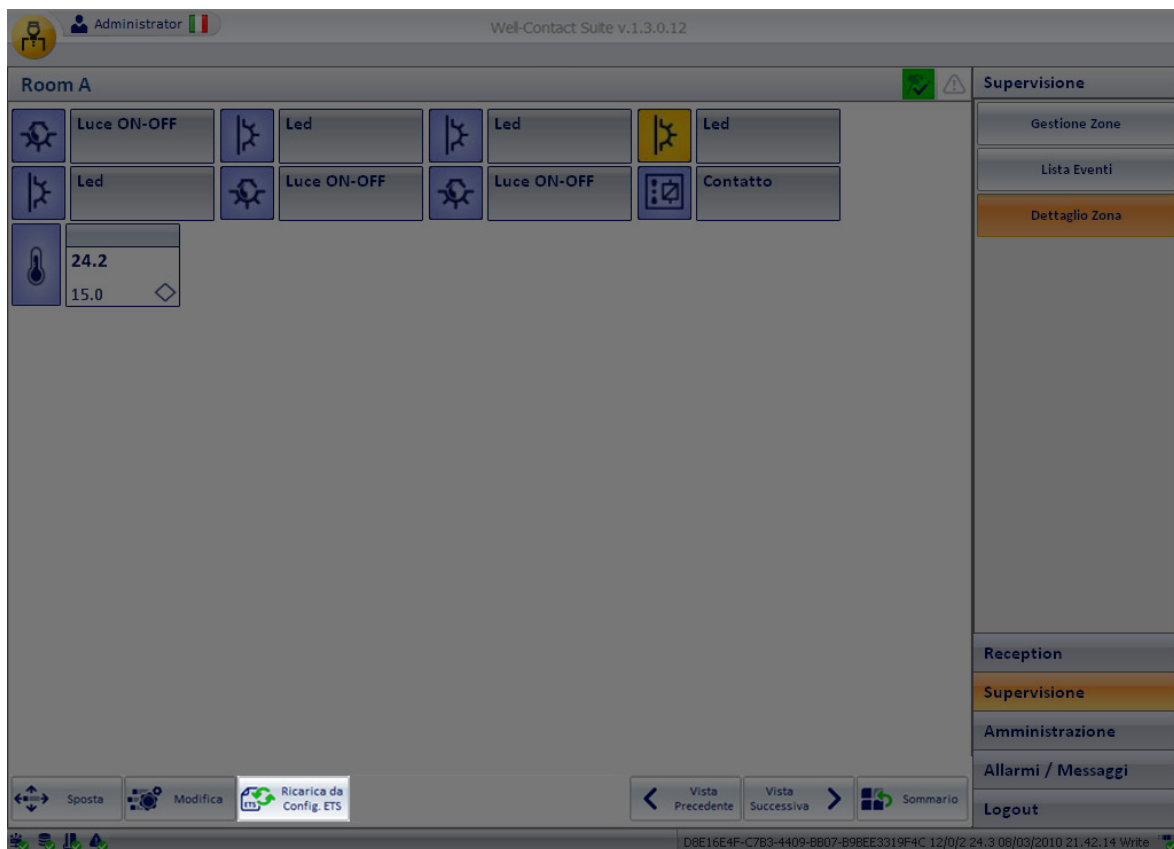 Administrator
Well-Contact Suite v.1.3.0.12
Room A
Supervisione
Luce ON-OFF
Led
Led
Led
Gestione Zone
Led
Luce ON-OFF
Luce ON-OFF
Contatto
Lista Eventi
Dettaglio Zona
24.2
15.0
Reception
Supervisione
Amministrazione
Allarmi / Messaggi
Logout
Sposta
Modifica
ETS
Ricarica da
Config. ETS
Vista
Precedente
Vista
Successiva
Sommario
D8E16E4F-C7B3-4409-BB07-B9BEE3319F4C 12/0/2 24.3 08/03/2010 21.42.14 Write